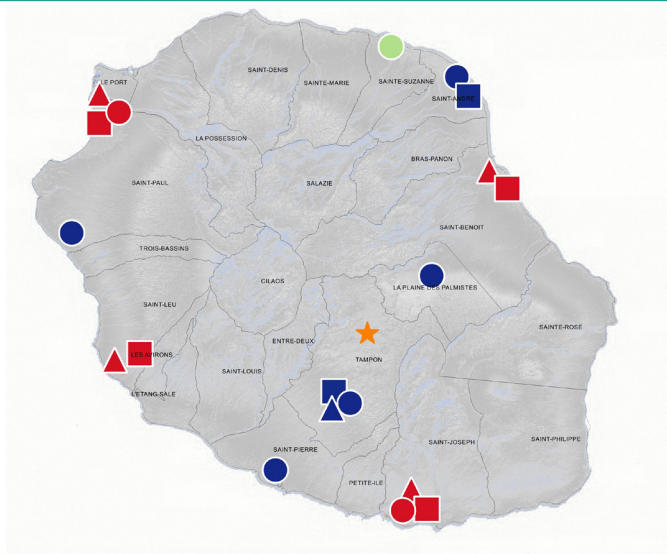 SAINT-DENIS
SAINTE-MARIE
SAINTE-SUZANNE
LE PORT
SAINT-ANDRE
LA POSSESSION
BRAS-PANON
SAINT-PAUL
SALAZIE
SAINT-BENOIT
TROIS-BASSINS
CILAOS
LA PLAINE DES PALMISTES
SAINT-LEU
SAINTE-ROSE
ENTRE-DEUX
LES AVIRONS
TAMPON
SAINT-LOUIS
L'ETANG-SALE
SAINT-JOSEPH
SAINT-PHILIPPE
SAINT-PIERRE
PETITE-ILE